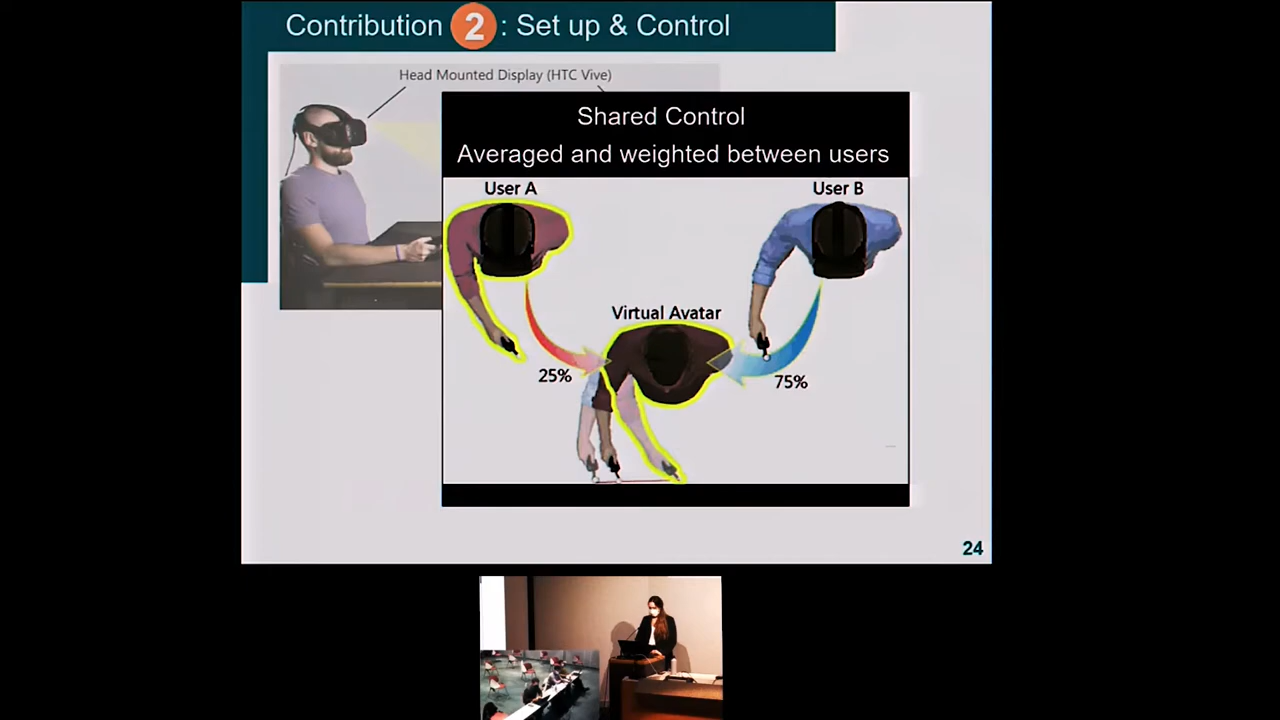 Contribution 2 : Set up & Control
Head Mounted Display (HTC Vive)
Shared Control
Averaged and weighted between users
User A
User B
Virtual Avatar
25%
75%
24